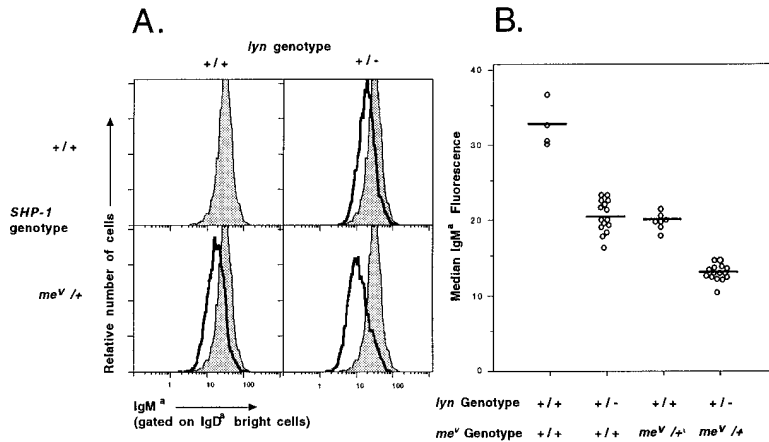 A.
lyn genotype
+/+ +/-
+/+
SHP-1
genotype
me^v /+
Relative number of cells
1 10 100 1 10 100
IgM^a
(gated on IgD^a bright cells)
B.
Median IgM^a Fluorescence
40
30
20
10
0
lyn Genotype +/+ +/- +/+ +/-
me^v Genotype +/+ +/+ me^v/+ me^v/+